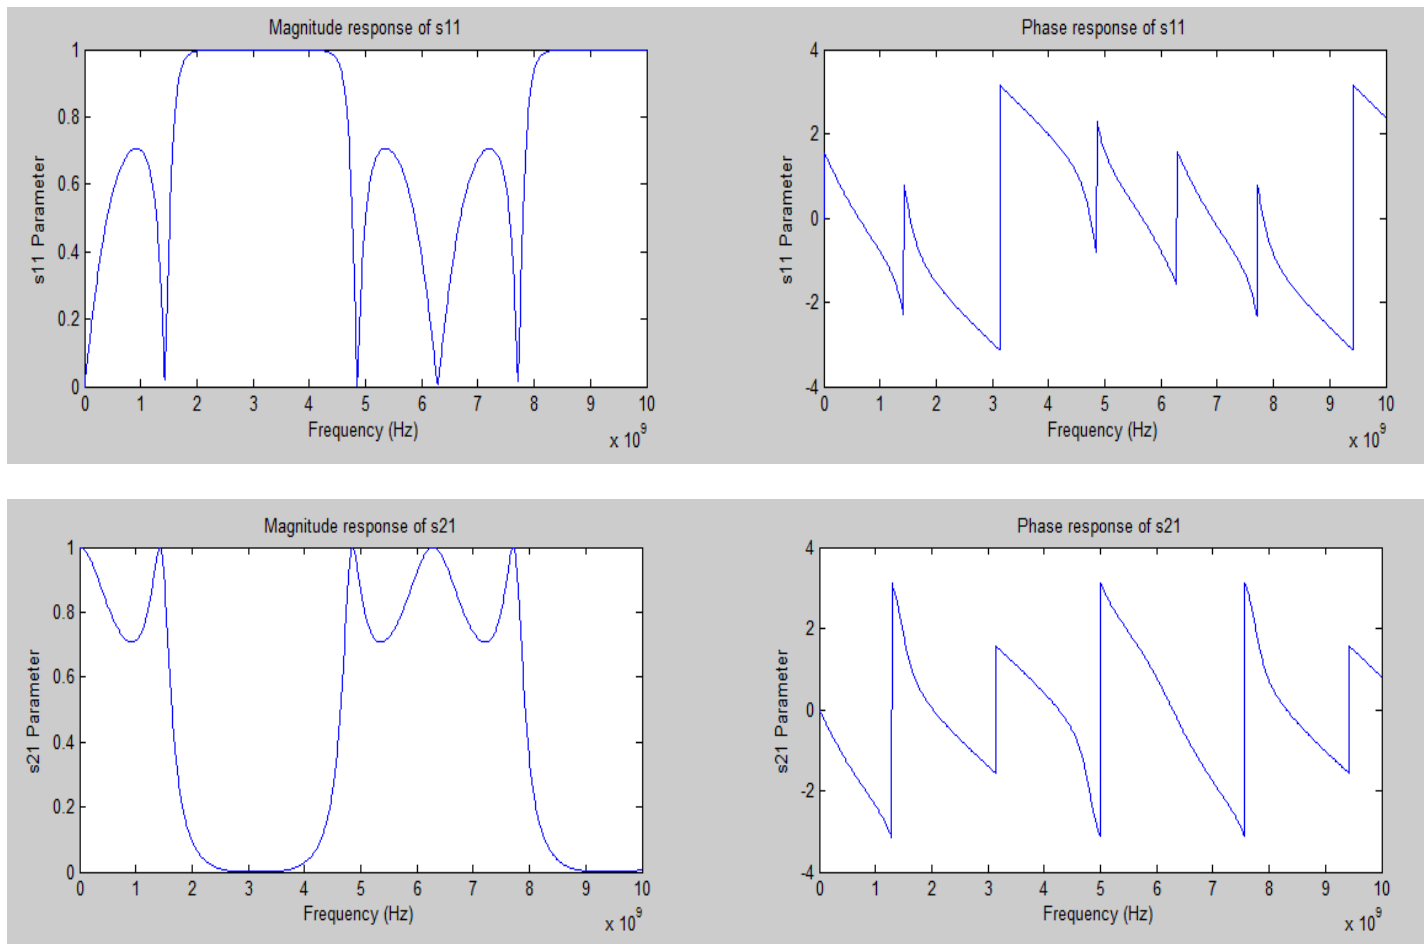 Magnitude response of s11
1
0.8
0.6
0.4
0.2
0
s11 Parameter
0 1 2 3 4 5 6 7 8 9 10
Frequency (Hz)
x 10^9
Phase response of s11
4
2
0
-2
-4
s11 Parameter
0 1 2 3 4 5 6 7 8 9 10
Frequency (Hz)
x 10^9
Magnitude response of s21
1
0.8
0.6
0.4
0.2
0
s21 Parameter
0 1 2 3 4 5 6 7 8 9 10
Frequency (Hz)
x 10^9
Phase response of s21
4
2
0
-2
-4
s21 Parameter
0 1 2 3 4 5 6 7 8 9 10
Frequency (Hz)
x 10^9